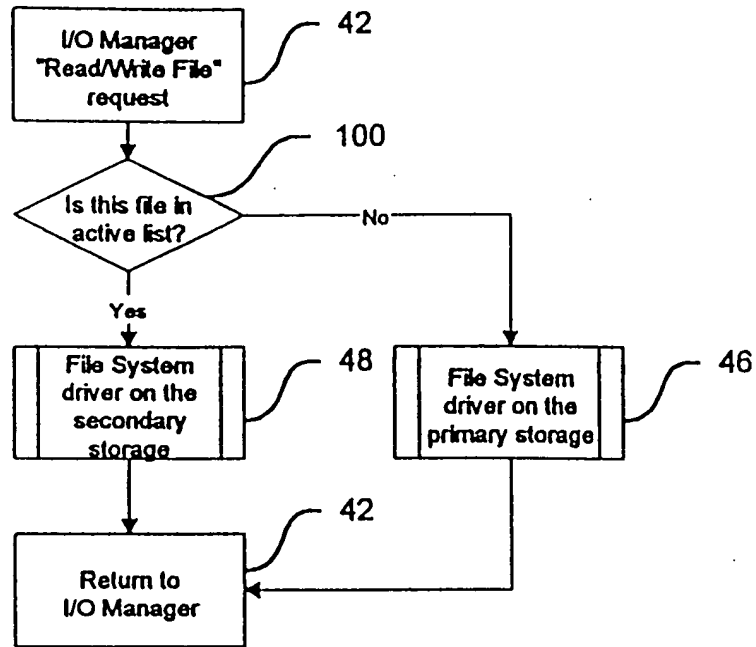 I/O Manager
"Read/Write File"
request
42
100
Is this file in
active list?
No
Yes
File System
driver on the
secondary
storage
48
File System
driver on the
primary storage
46
Return to
I/O Manager
42